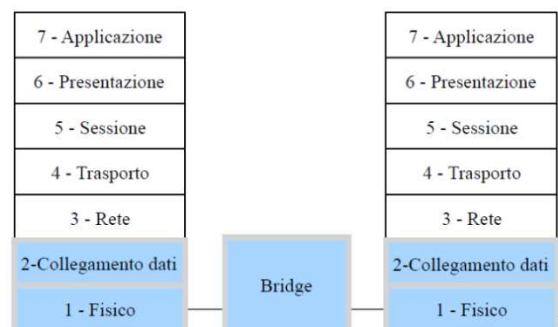 7 - Applicazione
6 - Presentazione
5 - Sessione
4 - Trasporto
3 - Rete
2-Collegamento dati
1 - Fisico
Bridge
7 - Applicazione
6 - Presentazione
5 - Sessione
4 - Trasporto
3 - Rete
2-Collegamento dati
1 - Fisico